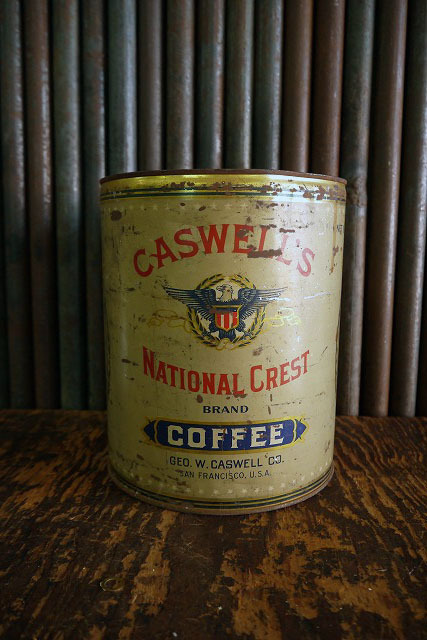 CASWELL'S
NATIONAL CREST
BRAND
COFFEE
GEO. W. CASWELL CO.
SAN FRANCISCO, U.S.A.